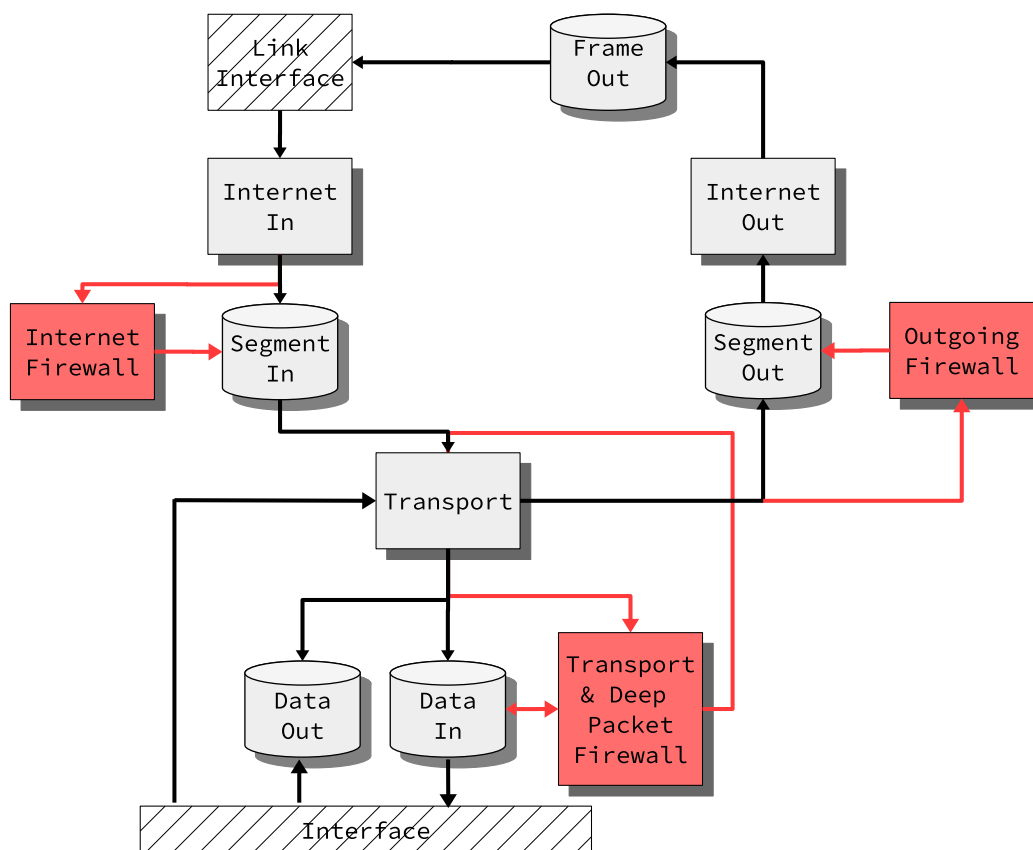 Link
Interface
Frame
Out
Internet
In
Internet
Out
Internet
Firewall
Segment
In
Segment
Out
Outgoing
Firewall
Transport
Data
Out
Data
In
Transport
& Deep
Packet
Firewall
Interface